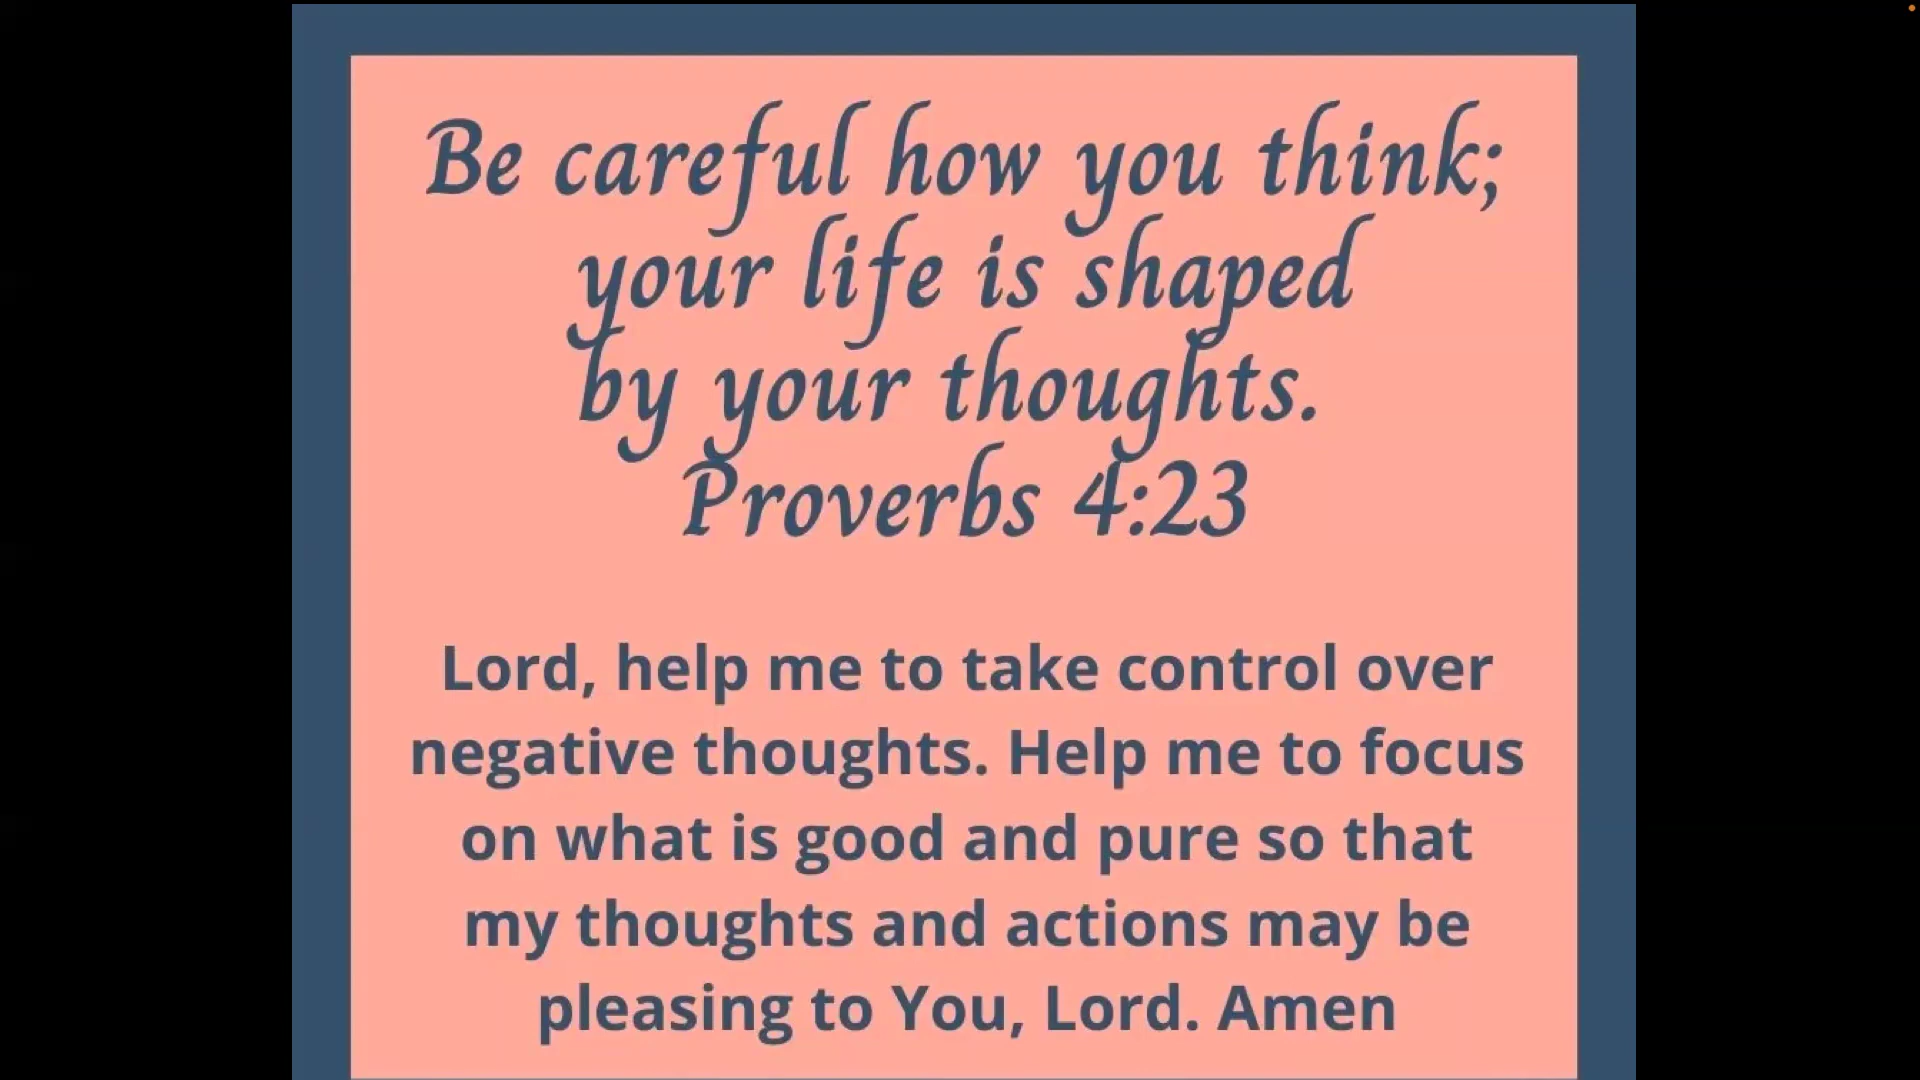 Be careful how you think;
your life is shaped
by your thoughts.
Proverbs 4:23
Lord, help me to take control over
negative thoughts. Help me to focus
on what is good and pure so that
my thoughts and actions may be
pleasing to You, Lord. Amen